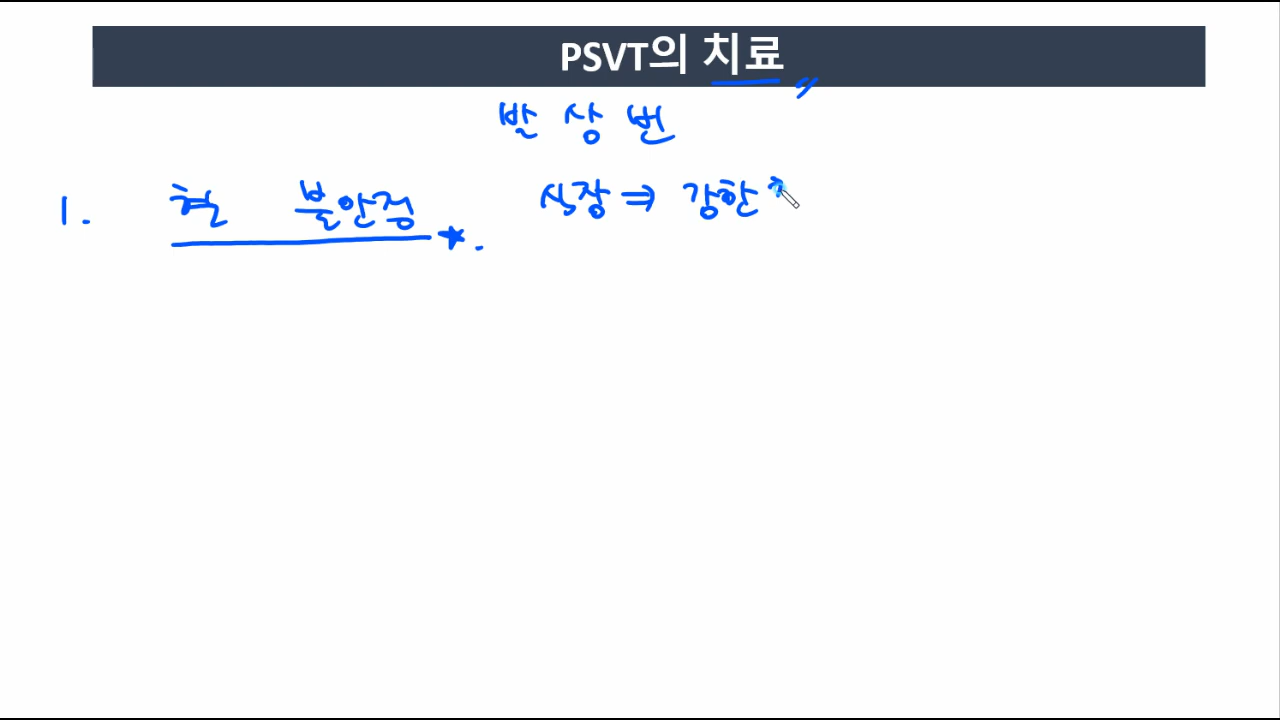 PSVT의 치료
반 상 번
1. 혈 불안정 심장 ⇒ 강한